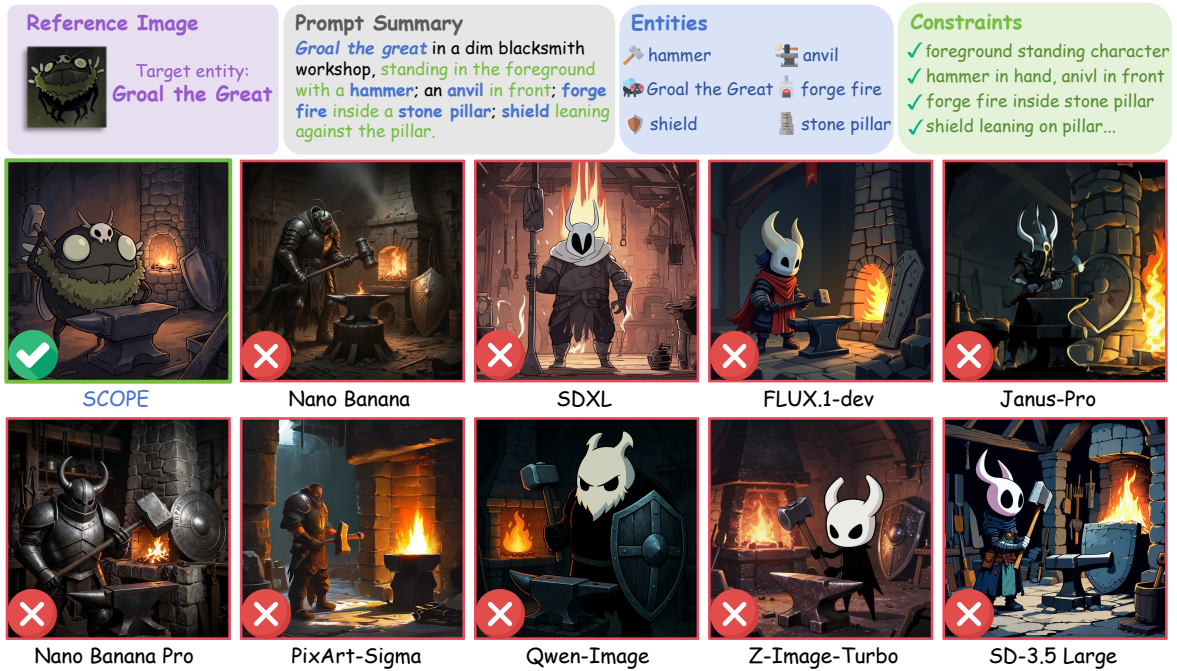 Reference Image
Target entity:
Groal the Great
Prompt Summary
Groal the great in a dim blacksmith
workshop, standing in the foreground
with a hammer; an anvil in front; forge
fire inside a stone pillar; shield leaning
against the pillar.
Entities
hammer
anvil
Groal the Great
forge fire
shield
stone pillar
Constraints
✓ foreground standing character
✓ hammer in hand, anivl in front
✓ forge fire inside stone pillar
✓ shield leaning on pillar...
SCOPE
Nano Banana
SDXL
FLUX.1-dev
Janus-Pro
Nano Banana Pro
PixArt-Sigma
Qwen-Image
Z-Image-Turbo
SD-3.5 Large